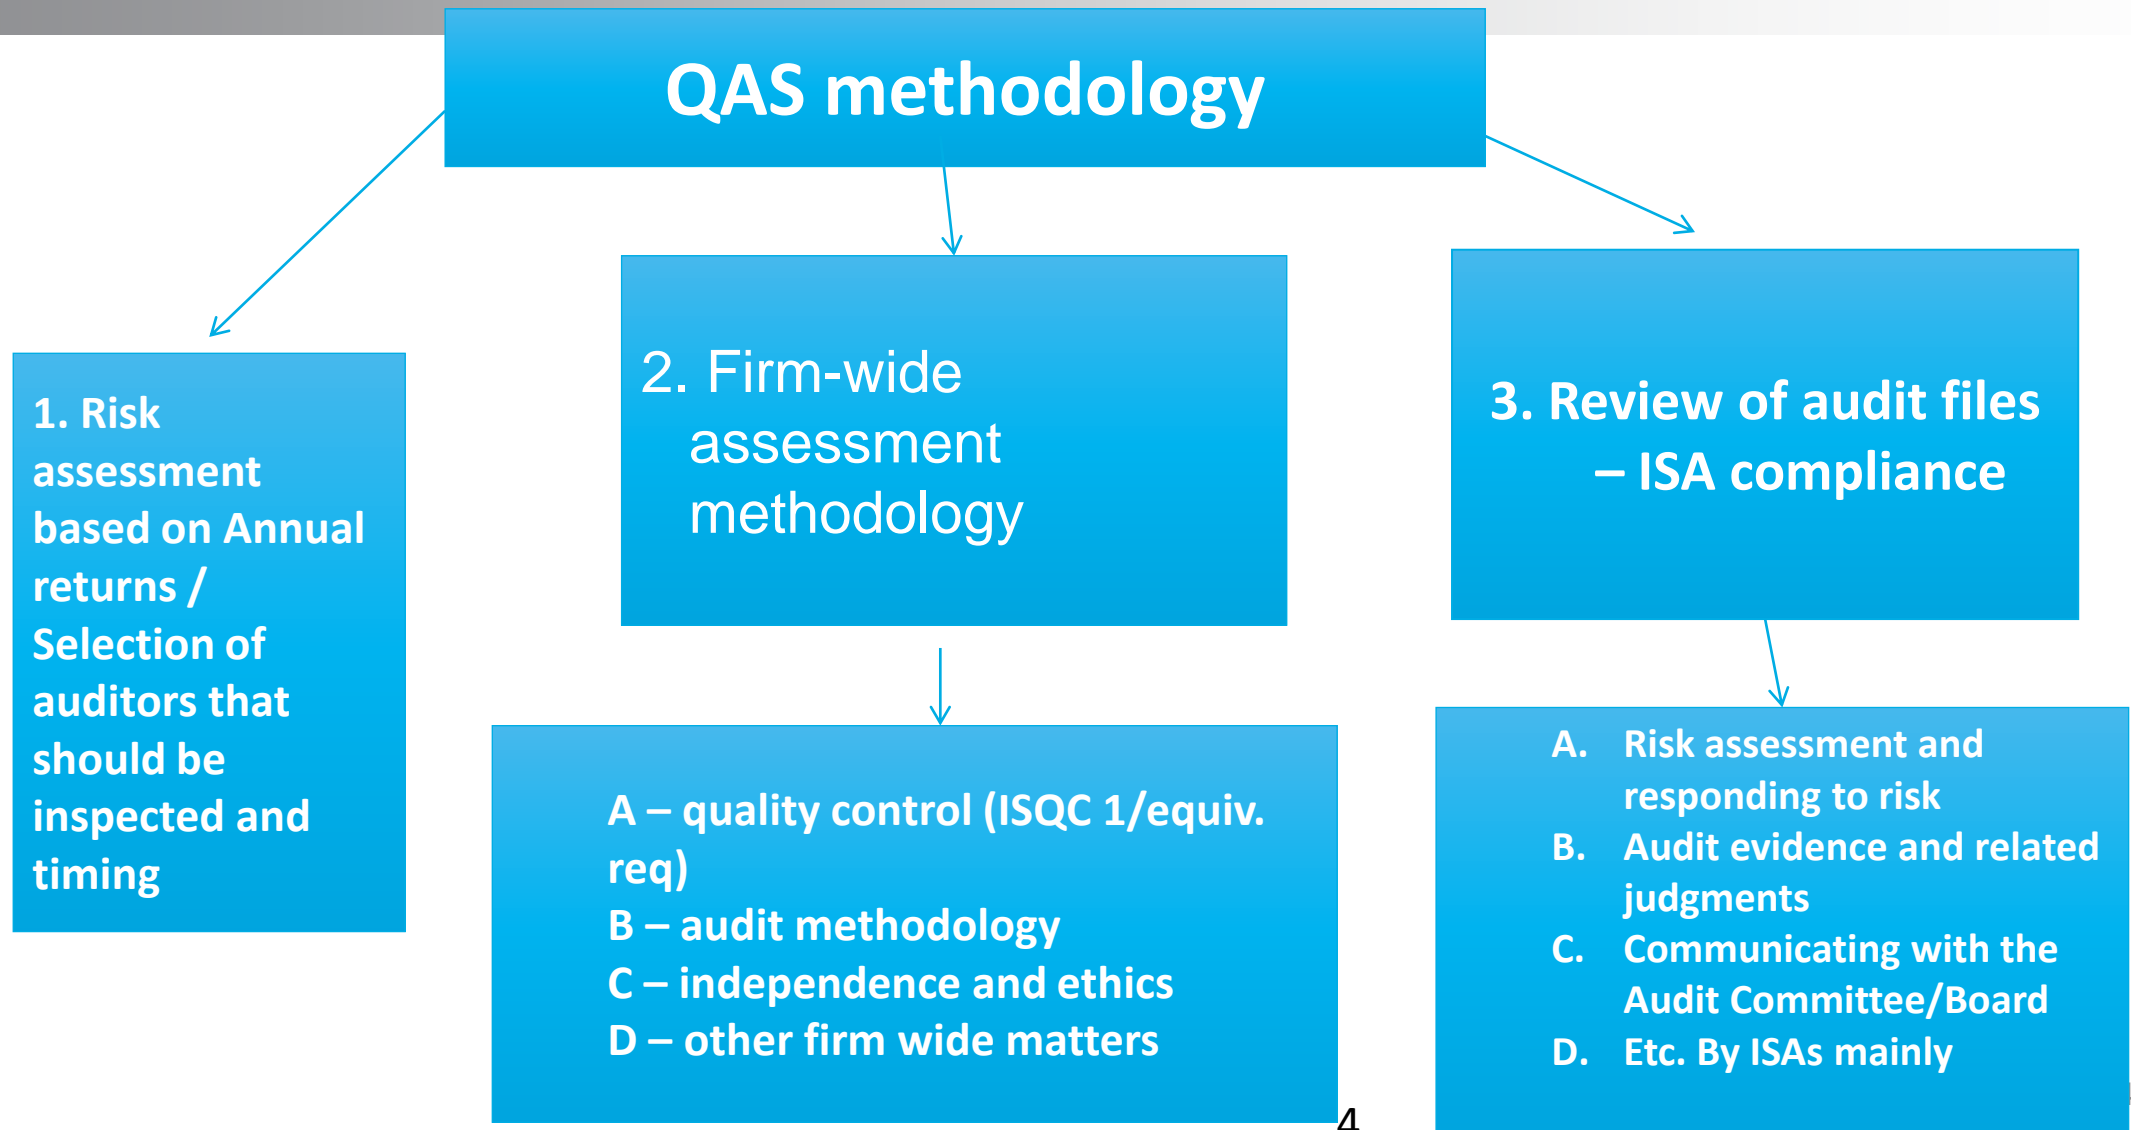 QAS methodology
1. Risk
assessment
based on Annual
returns /
Selection of
auditors that
should be
inspected and
timing
2. Firm-wide
assessment
methodology
3. Review of audit files
– ISA compliance
A – quality control (ISQC 1/equiv.
req)
B – audit methodology
C – independence and ethics
D – other firm wide matters
A. Risk assessment and
responding to risk
B. Audit evidence and related
judgments
C. Communicating with the
Audit Committee/Board
D. Etc. By ISAs mainly
4